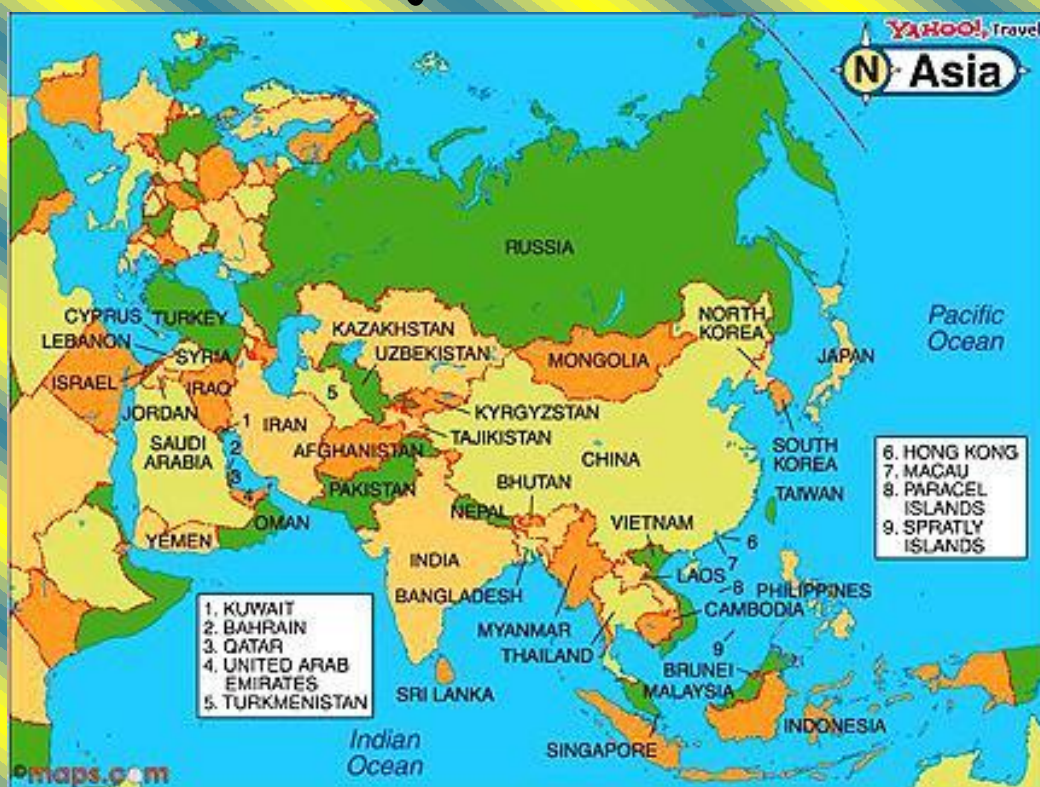 YAHOO! Travel
N Asia
RUSSIA
Pacific
Ocean
CYPRUS
TURKEY
LEBANON
SYRIA
ISRAEL
IRAQ
JORDAN
SAUDI
ARABIA
1
2
3
4
IRAN
KAZAKHSTAN
UZBEKISTAN
5
MONGOLIA
NORTH
KOREA
JAPAN
KYRGYZSTAN
TAJIKISTAN
AFGHANISTAN
PAKISTAN
CHINA
SOUTH
KOREA
TAIWAN
BHUTAN
NEPAL
VIETNAM
OMAN
YEMEN
INDIA
BANGLADESH
LAOS
6
7
8
9
PHILIPPINES
CAMBODIA
MYANMAR
THAILAND
BRUNEI
MALAYSIA
SRI LANKA
SINGAPORE
INDONESIA
6. HONG KONG
7. MACAU
8. PARACEL
ISLANDS
9. SPRATLY
ISLANDS
1. KUWAIT
2. BAHRAIN
3. QATAR
4. UNITED ARAB
EMIRATES
5. TURKMENISTAN
Indian
Ocean
©maps.com